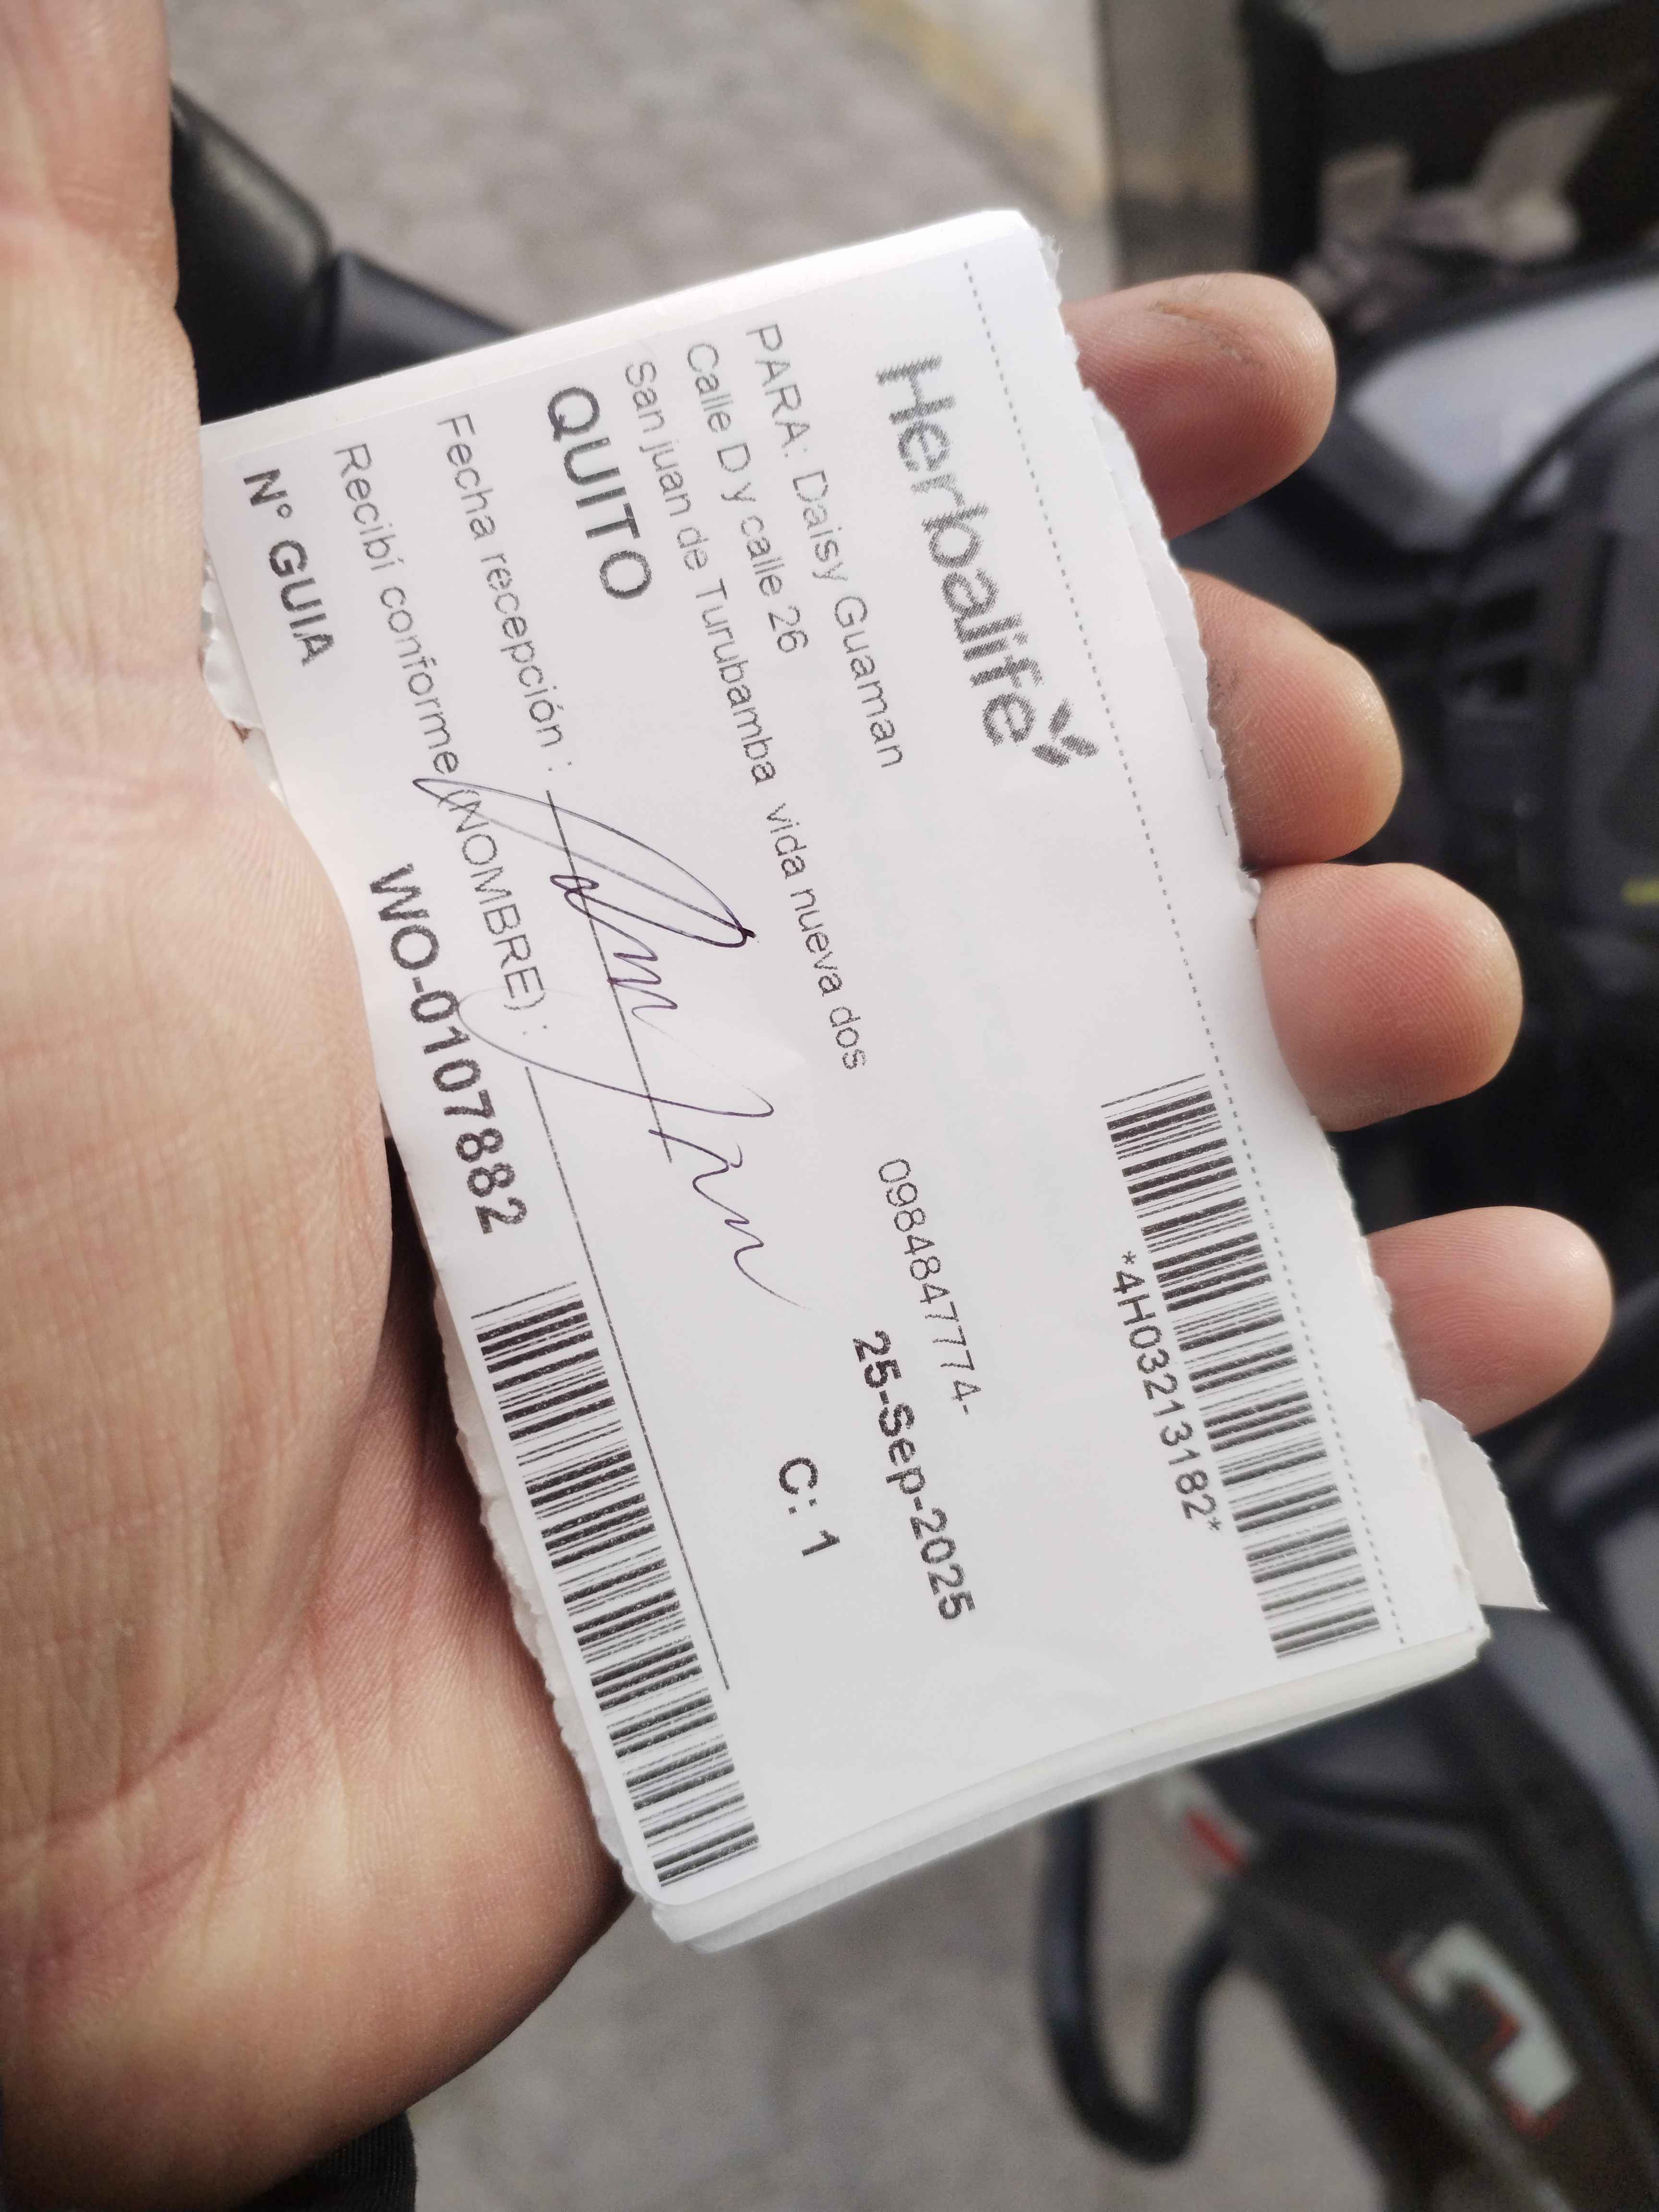 Herbalife
*4H03213182*
PARA: Daisy Guaman
0984847774-
Calle D y calle 26
25-Sep-2025
San juan de Turubamba vida nueva dos
QUITO
C: 1
Fecha recepción :
Recibí conforme (NOMBRE) :
N° GUIA
WO-0107882